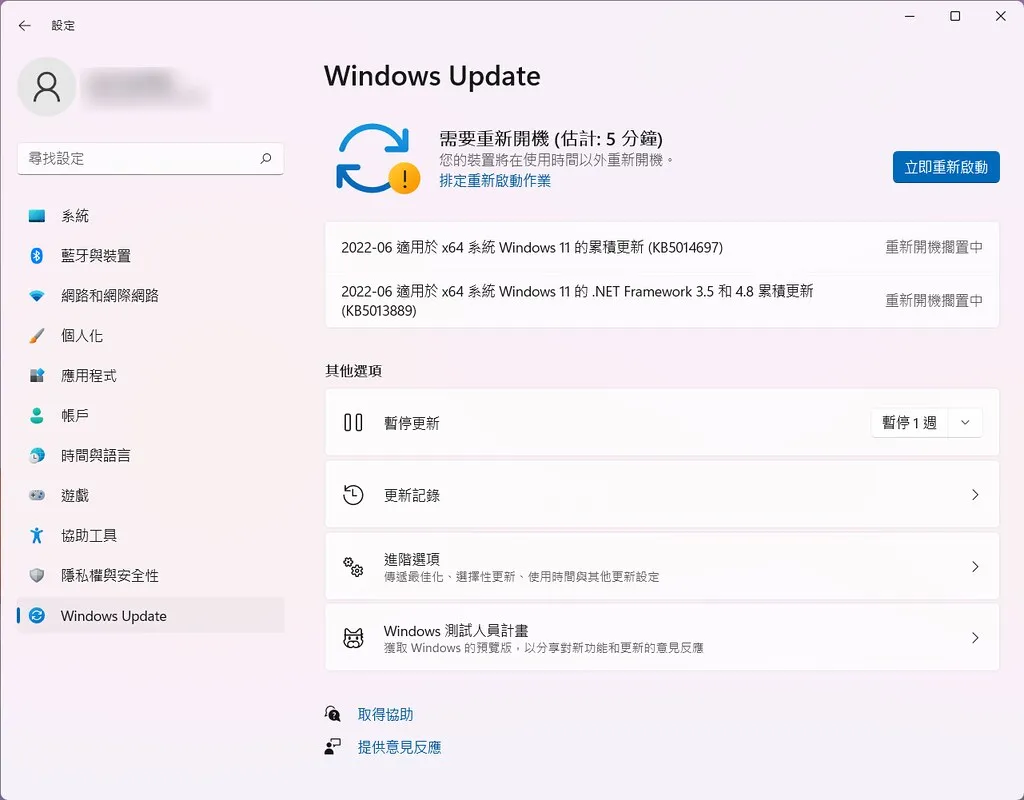 設定
Windows Update
需要重新開機 (估計: 5 分鐘)
您的裝置將在使用時間以外重新開機。
排定重新啟動作業
立即重新啟動
尋找設定
系統
藍牙與裝置
網路和網際網路
個人化
應用程式
帳戶
時間與語言
遊戲
協助工具
隱私權與安全性
Windows Update
2022-06 適用於 x64 系統 Windows 11 的累積更新 (KB5014697)
重新開機擱置中
2022-06 適用於 x64 系統 Windows 11 的 .NET Framework 3.5 和 4.8 累積更新
(KB5013889)
重新開機擱置中
其他選項
暫停更新
暫停 1 週
更新記錄
進階選項
傳遞最佳化、選擇性更新、使用時間與其他更新設定
Windows 測試人員計畫
獲取 Windows 的預覽版，以分享對新功能和更新的意見反應
取得協助
提供意見反應